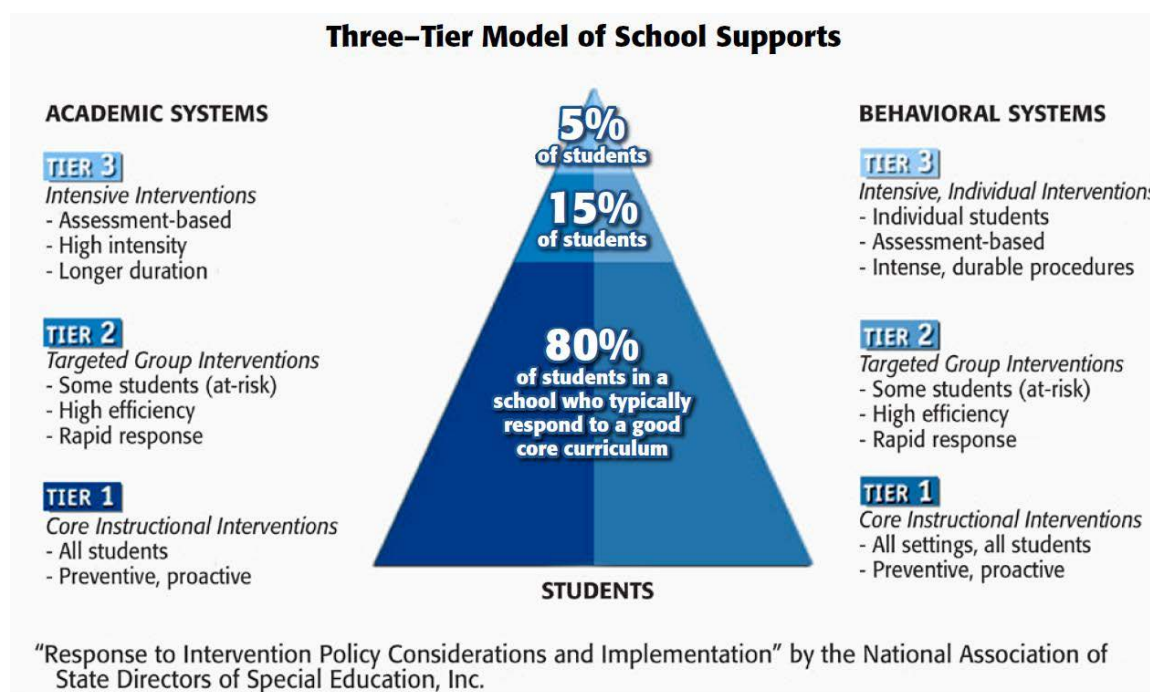 Three–Tier Model of School Supports
ACADEMIC SYSTEMS
TIER 3
Intensive Interventions
- Assessment-based
- High intensity
- Longer duration
TIER 2
Targeted Group Interventions
- Some students (at-risk)
- High efficiency
- Rapid response
TIER 1
Core Instructional Interventions
- All students
- Preventive, proactive
5%
of students
15%
of students
80%
of students in a
school who typically
respond to a good
core curriculum
STUDENTS
BEHAVIORAL SYSTEMS
TIER 3
Intensive, Individual Interventions
- Individual students
- Assessment-based
- Intense, durable procedures
TIER 2
Targeted Group Interventions
- Some students (at-risk)
- High efficiency
- Rapid response
TIER 1
Core Instructional Interventions
- All settings, all students
- Preventive, proactive
“Response to Intervention Policy Considerations and Implementation” by the National Association of
State Directors of Special Education, Inc.